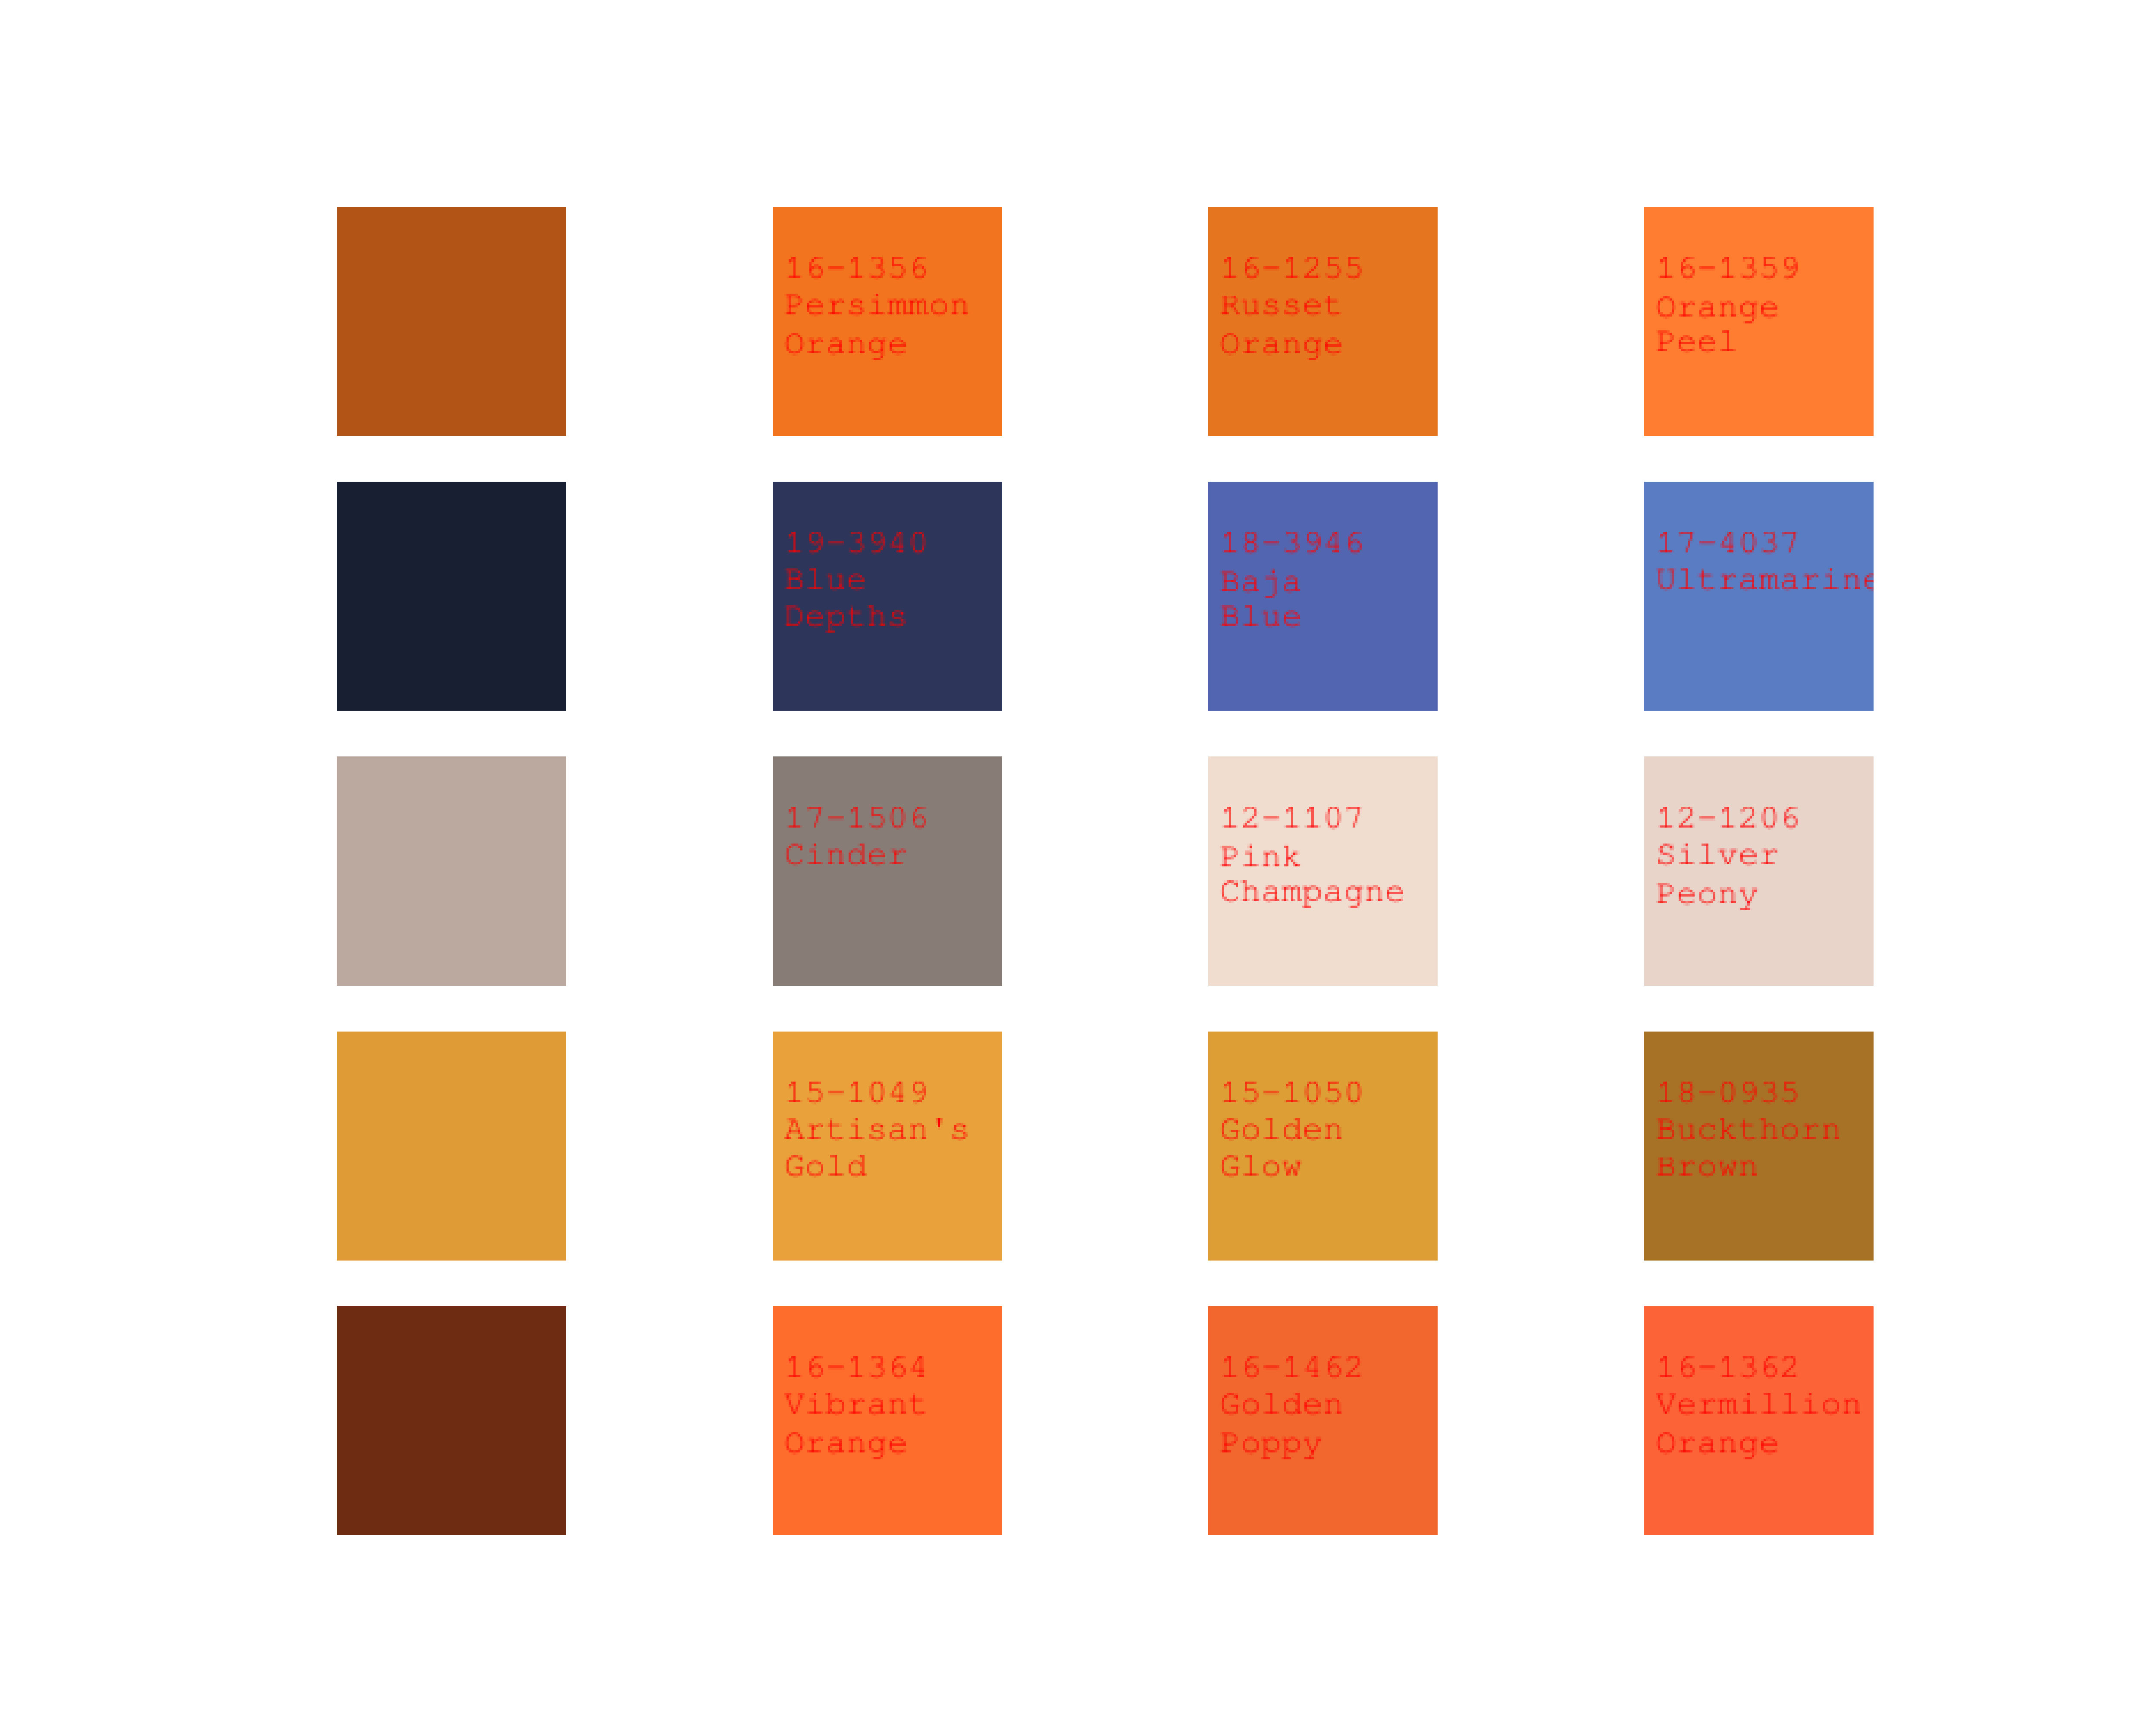 16-1356
Persimmon
Orange
16-1255
Russet
Orange
16-1359
Orange
Peel
19-3940
Blue
Depths
18-3946
Baja
Blue
17-4037
Ultramarine
17-1506
Cinder
12-1107
Pink
Champagne
12-1206
Silver
Peony
15-1049
Artisan's
Gold
15-1050
Golden
Glow
18-0935
Buckthorn
Brown
16-1364
Vibrant
Orange
16-1462
Golden
Poppy
16-1362
Vermillion
Orange